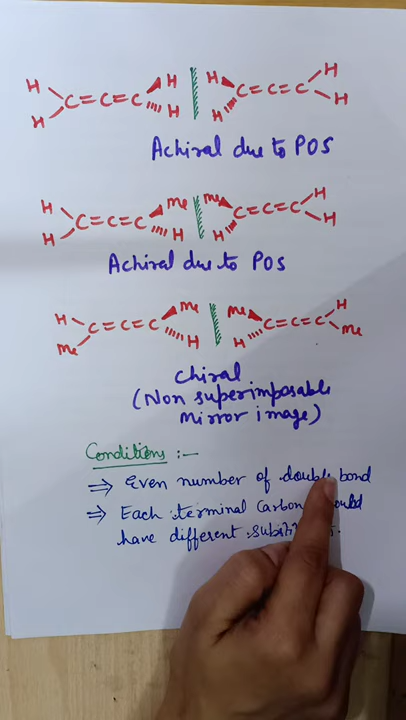 H C=C=C H H H
H C=C=C H H H
Achiral due to POS
H C=C=C me H H
me C=C=C H H H
Achiral due to POS
H C=C=C me H me
me C=C=C H H me
Chiral
(Non superimposable
mirror image)
Conditions :-
⇒ Even number of double bond
⇒ Each terminal Carbon
have different